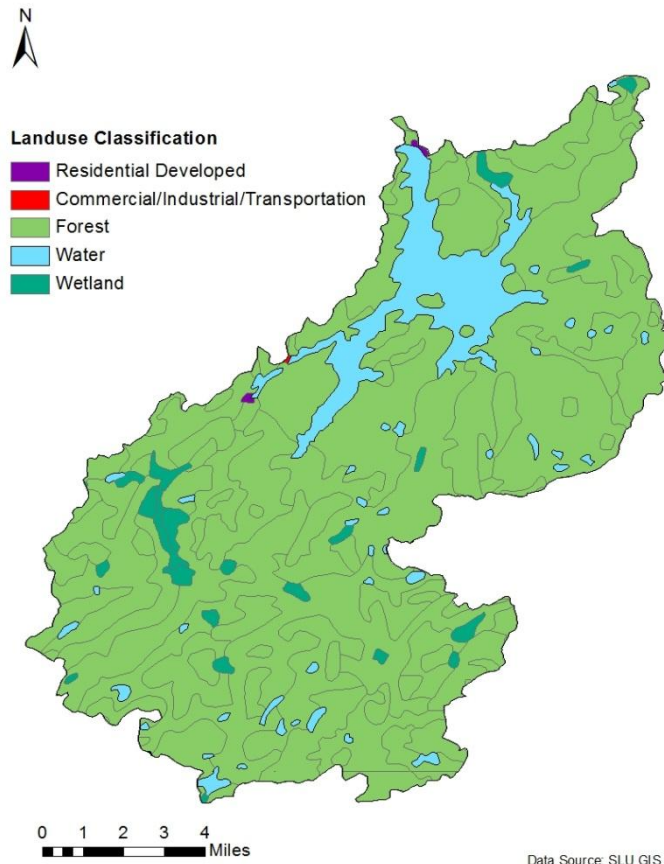 N
Landuse Classification
Residential Developed
Commercial/Industrial/Transportation
Forest
Water
Wetland
0 1 2 3 4
Miles
Data Source: SLU GIS